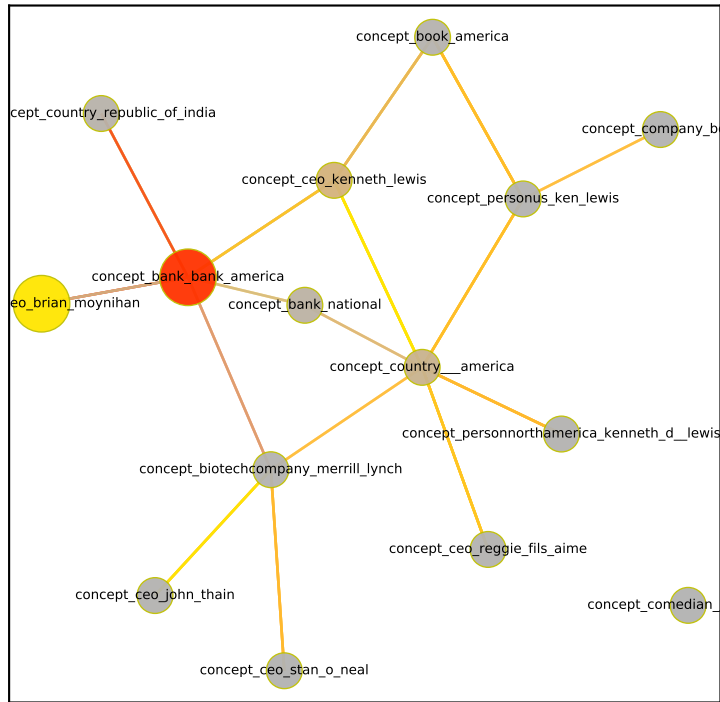 concept_book_america
cept_country_republic_of_india
concept_company_b
concept_ceo_kenneth_lewis
concept_personus_ken_lewis
concept_bank_bank_america
eo_brian_moynihan
concept_bank_national
concept_country___america
concept_personnorthamerica_kenneth_d__lewis
concept_biotechcompany_merrill_lynch
concept_ceo_reggie_fils_aime
concept_ceo_john_thain
concept_comedian_
concept_ceo_stan_o_neal